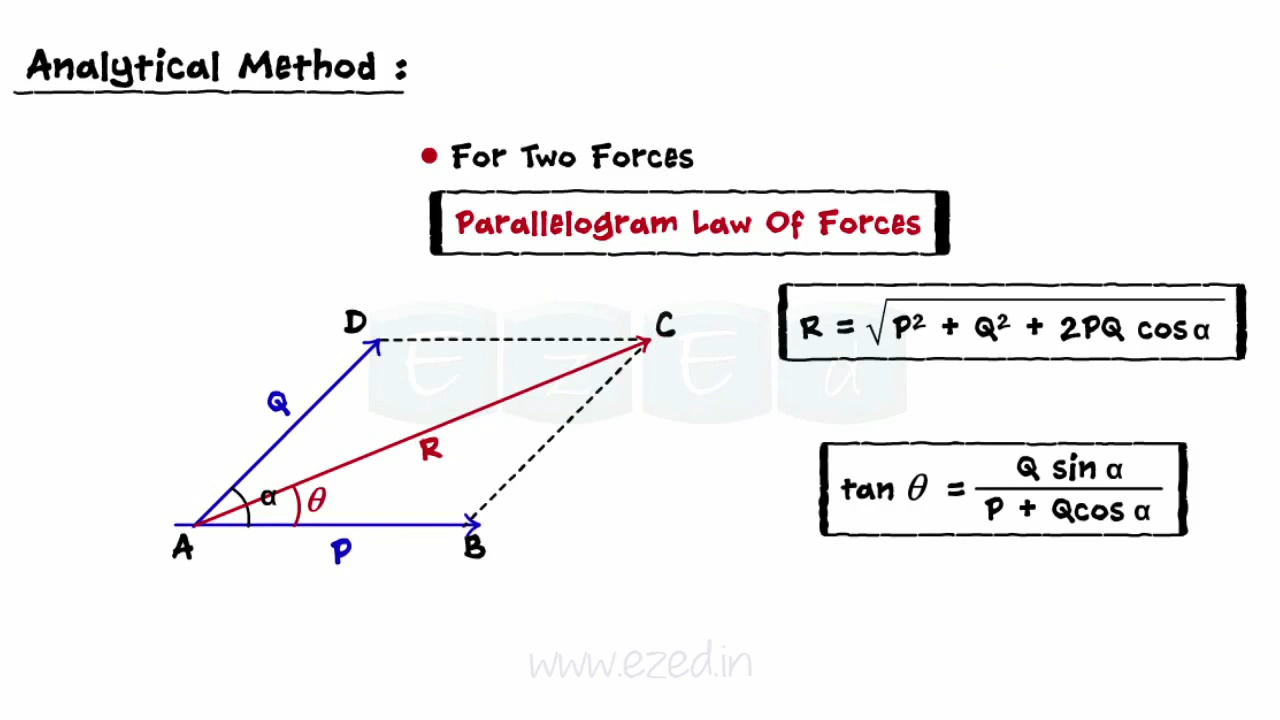 Analytical Method :
• For Two Forces
Parallelogram Law Of Forces
R = √P² + Q² + 2PQ cos α
D
C
Q
R
α
θ
A
P
B
tan θ = Q sin α
P + Qcos α
E z E d
www.ezed.in